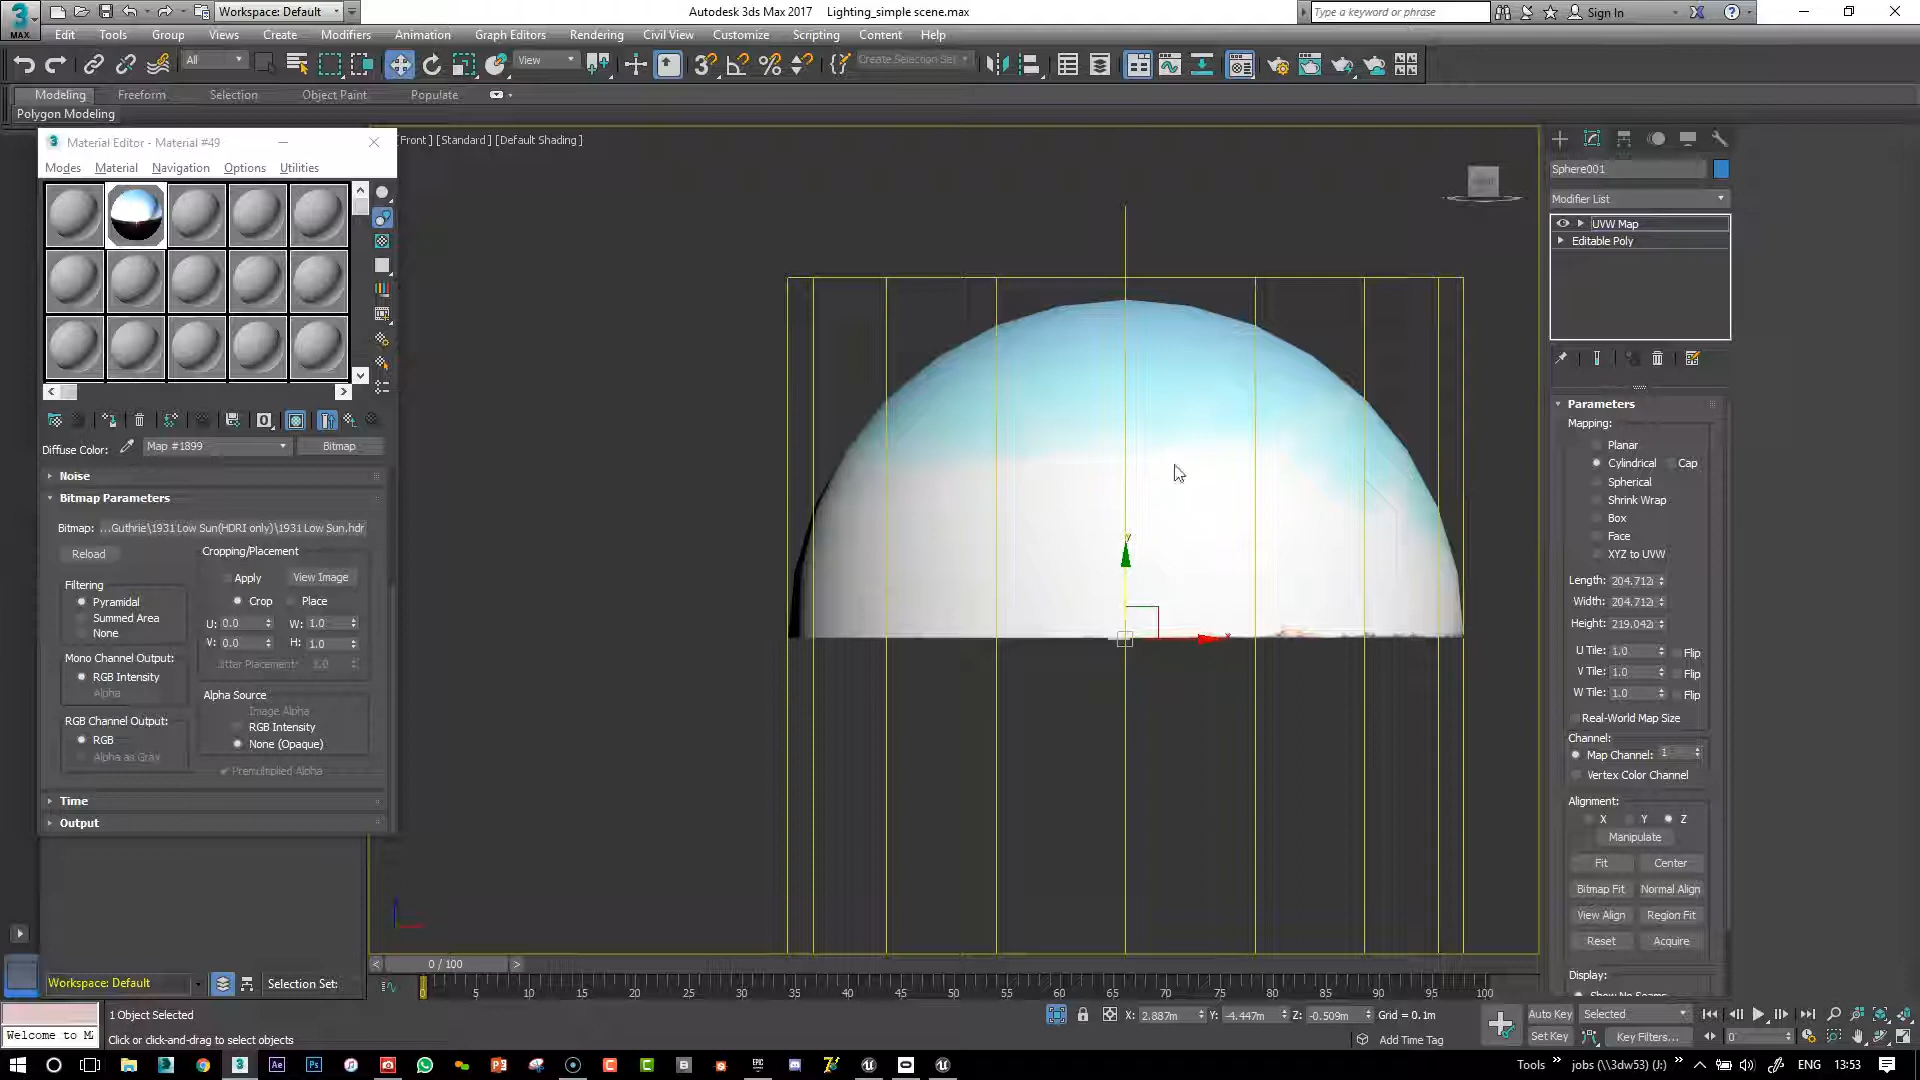 Workspace: Default
Autodesk 3ds Max 2017 Lighting_simple scene.max
Type a keyword or phrase
Sign In
MAX
Edit Tools Group Views Create Modifiers Animation Graph Editors Rendering Civil View Customize Scripting Content Help
All
View
Create Selection Set
Modeling Freeform Selection Object Paint Populate
Polygon Modeling
Material Editor - Material #49
Modes Material Navigation Options Utilities
[Front] [Standard] [Default Shading]
Diffuse Color: Map #1899 Bitmap
Noise
Bitmap Parameters
Bitmap: ...Guthrie\1931 Low Sun(HDRI only)\1931 Low Sun.hdr
Reload
Cropping/Placement
Apply View Image
Crop Place
U: 0.0 W: 1.0
V: 0.0 H: 1.0
Jitter Placement: 1.0
Filtering
Pyramidal
Summed Area
None
Mono Channel Output:
RGB Intensity
Alpha
RGB Channel Output:
RGB
Alpha as Gray
Alpha Source
Image Alpha
RGB Intensity
None (Opaque)
Premultiplied Alpha
Time
Output
y
x
Sphere001
Modifier List
UVW Map
Editable Poly
Parameters
Mapping:
Planar
Cylindrical Cap
Spherical
Shrink Wrap
Box
Face
XYZ to UVW
Length: 204.712
Width: 204.712
Height: 219.042
U Tile: 1.0 Flip
V Tile: 1.0 Flip
W Tile: 1.0 Flip
Real-World Map Size
Channel:
Map Channel: 1
Vertex Color Channel
Alignment:
X Y Z
Manipulate
Fit Center
Bitmap Fit Normal Align
View Align Region Fit
Reset Acquire
Display:
Show No Seams
0 / 100
Workspace: Default
Selection Set:
0 5 10 15 20 25 30 35 40 45 50 55 60 65 70 75 80 85 90 95 100
1 Object Selected
Welcome to M
Click or click-and-drag to select objects
X: 2.887m Y: -4.447m Z: -0.509m Grid = 0.1m
Add Time Tag
Auto Key Selected
Set Key Key Filters...
0
Tools jobs (\\3dw53) (J:) ENG 13:53